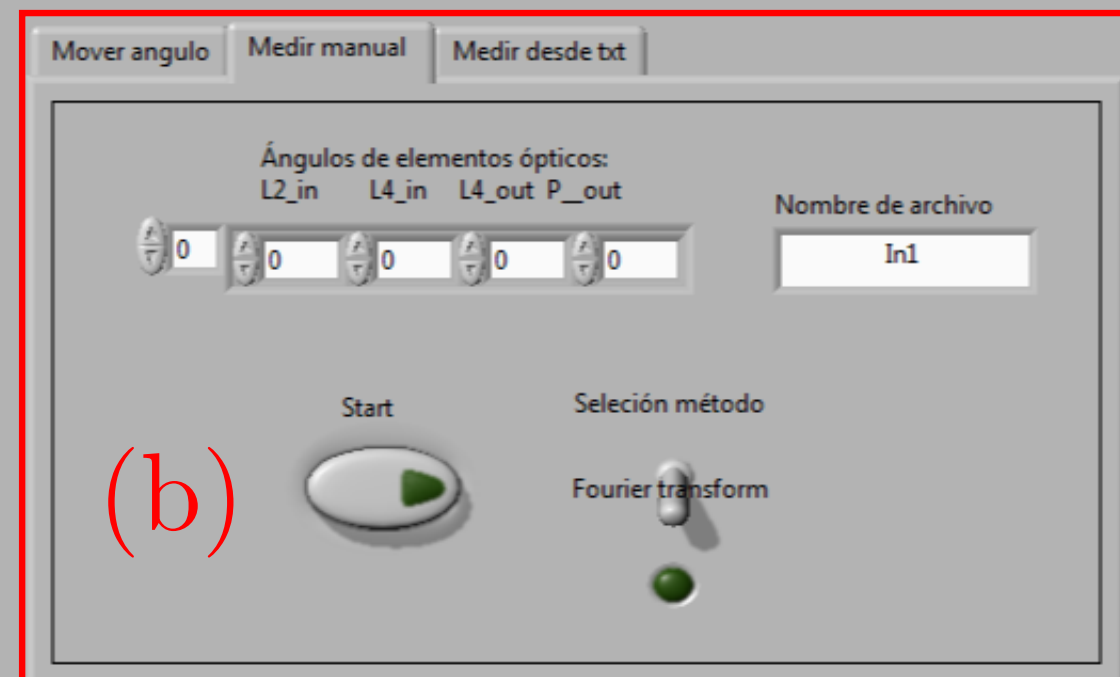 Mover angulo Medir manual Medir desde txt
Ángulos de elementos ópticos:
L2_in L4_in L4_out P__out
Nombre de archivo
0 0 0 0 0
In1
Start
Seleción método
Fourier transform
(b)